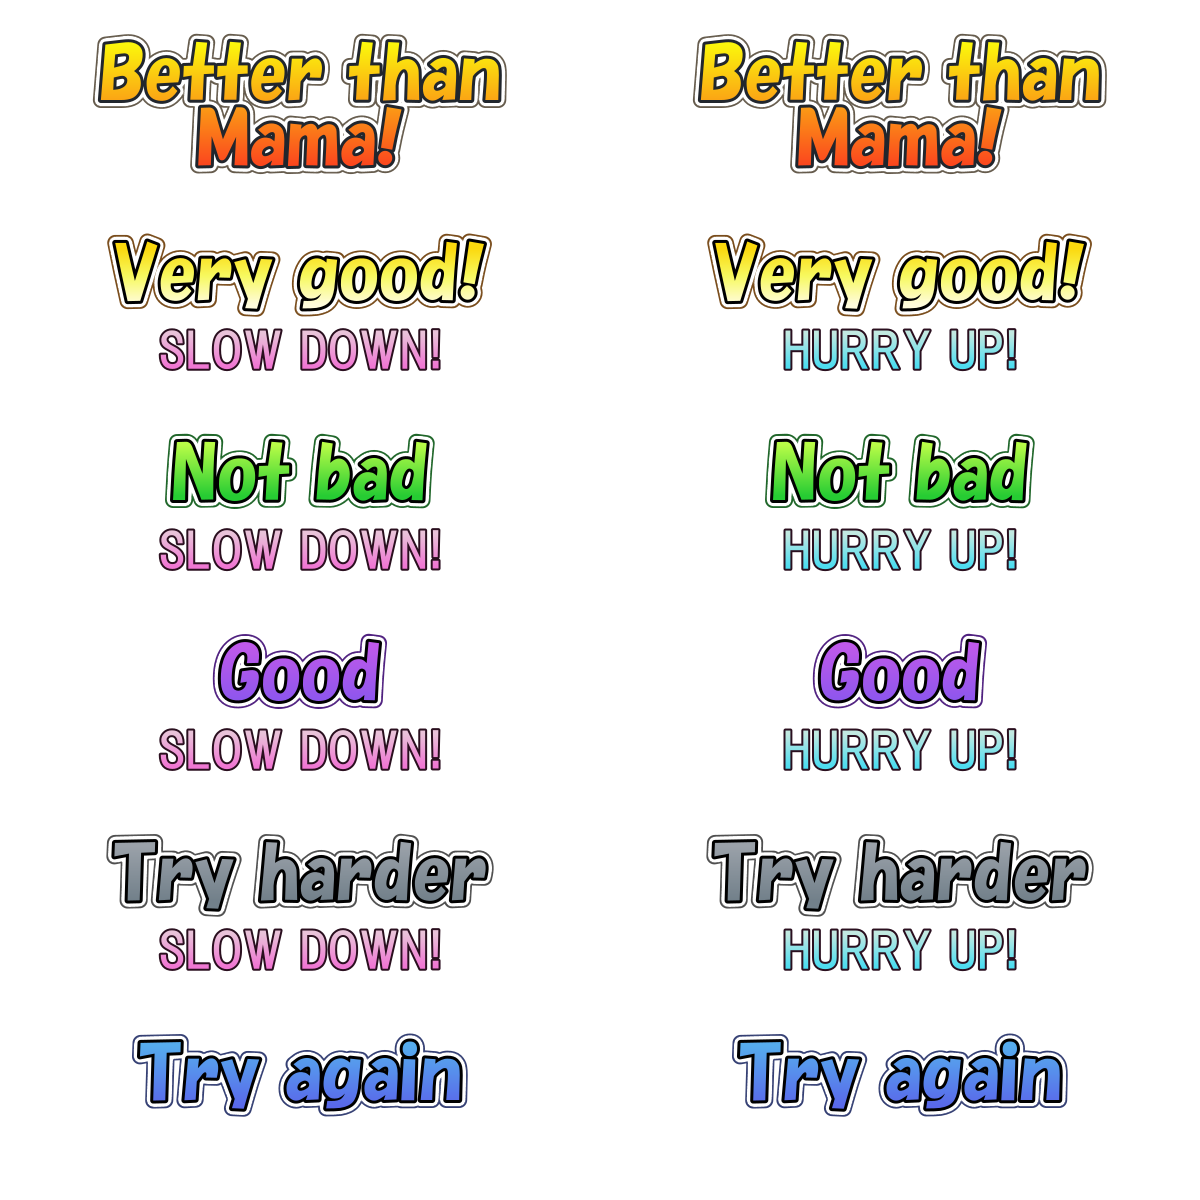 Better than Better than
Mama! Mama!
Very good! Very good!
SLOW DOWN! HURRY UP!
Not bad Not bad
SLOW DOWN! HURRY UP!
Good Good
SLOW DOWN! HURRY UP!
Try harder Try harder
SLOW DOWN! HURRY UP!
Try again Try again